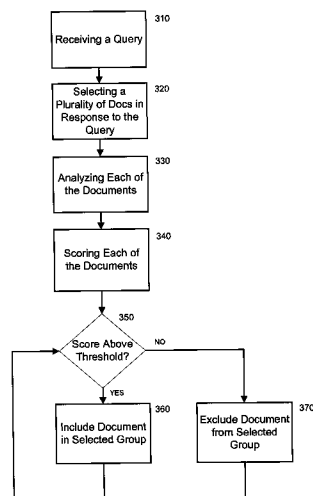 310
Receiving a Query
320
Selecting a
Plurality of Docs in
Response to the
Query
330
Analyzing Each of
the Documents
340
Scoring Each of
the Documents
350
Score Above
Threshold?
NO
YES
360
Include Document
in Selected Group
370
Exclude Document
from Selected
Group